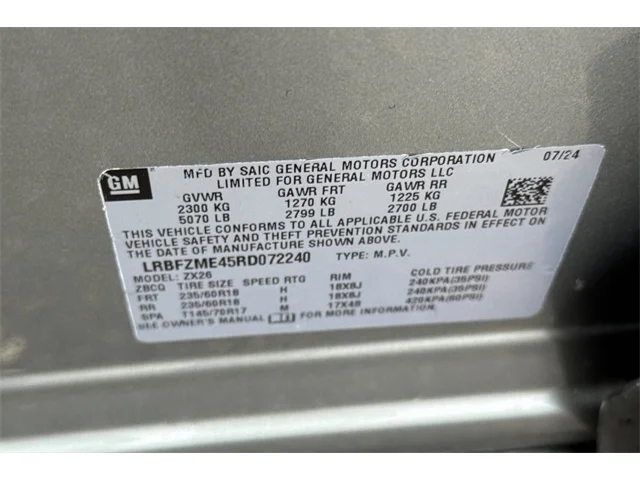 GM
MFD BY SAIC GENERAL MOTORS CORPORATION 07/24
LIMITED FOR GENERAL MOTORS LLC
GVWR GAWR FRT GAWR RR
2300 KG 1270 KG 1225 KG
5070 LB 2799 LB 2700 LB
THIS VEHICLE CONFORMS TO ALL APPLICABLE U.S. FEDERAL MOTOR
VEHICLE SAFETY AND THEFT PREVENTION STANDARDS IN EFFECT
ON THE DATE OF MANUFACTURE SHOWN ABOVE.
LRBFZME45RD072240 TYPE: M.P.V.
MODEL: ZX26
ZBCQ TIRE SIZE SPEED RTG RIM COLD TIRE PRESSURE
FRT 235/60R18 H 18X8J 240KPA(35PSI)
RR 235/60R18 H 18X8J 240KPA(35PSI)
SPA T145/70R17 M 17X4B 420KPA(60PSI)
SEE OWNER'S MANUAL